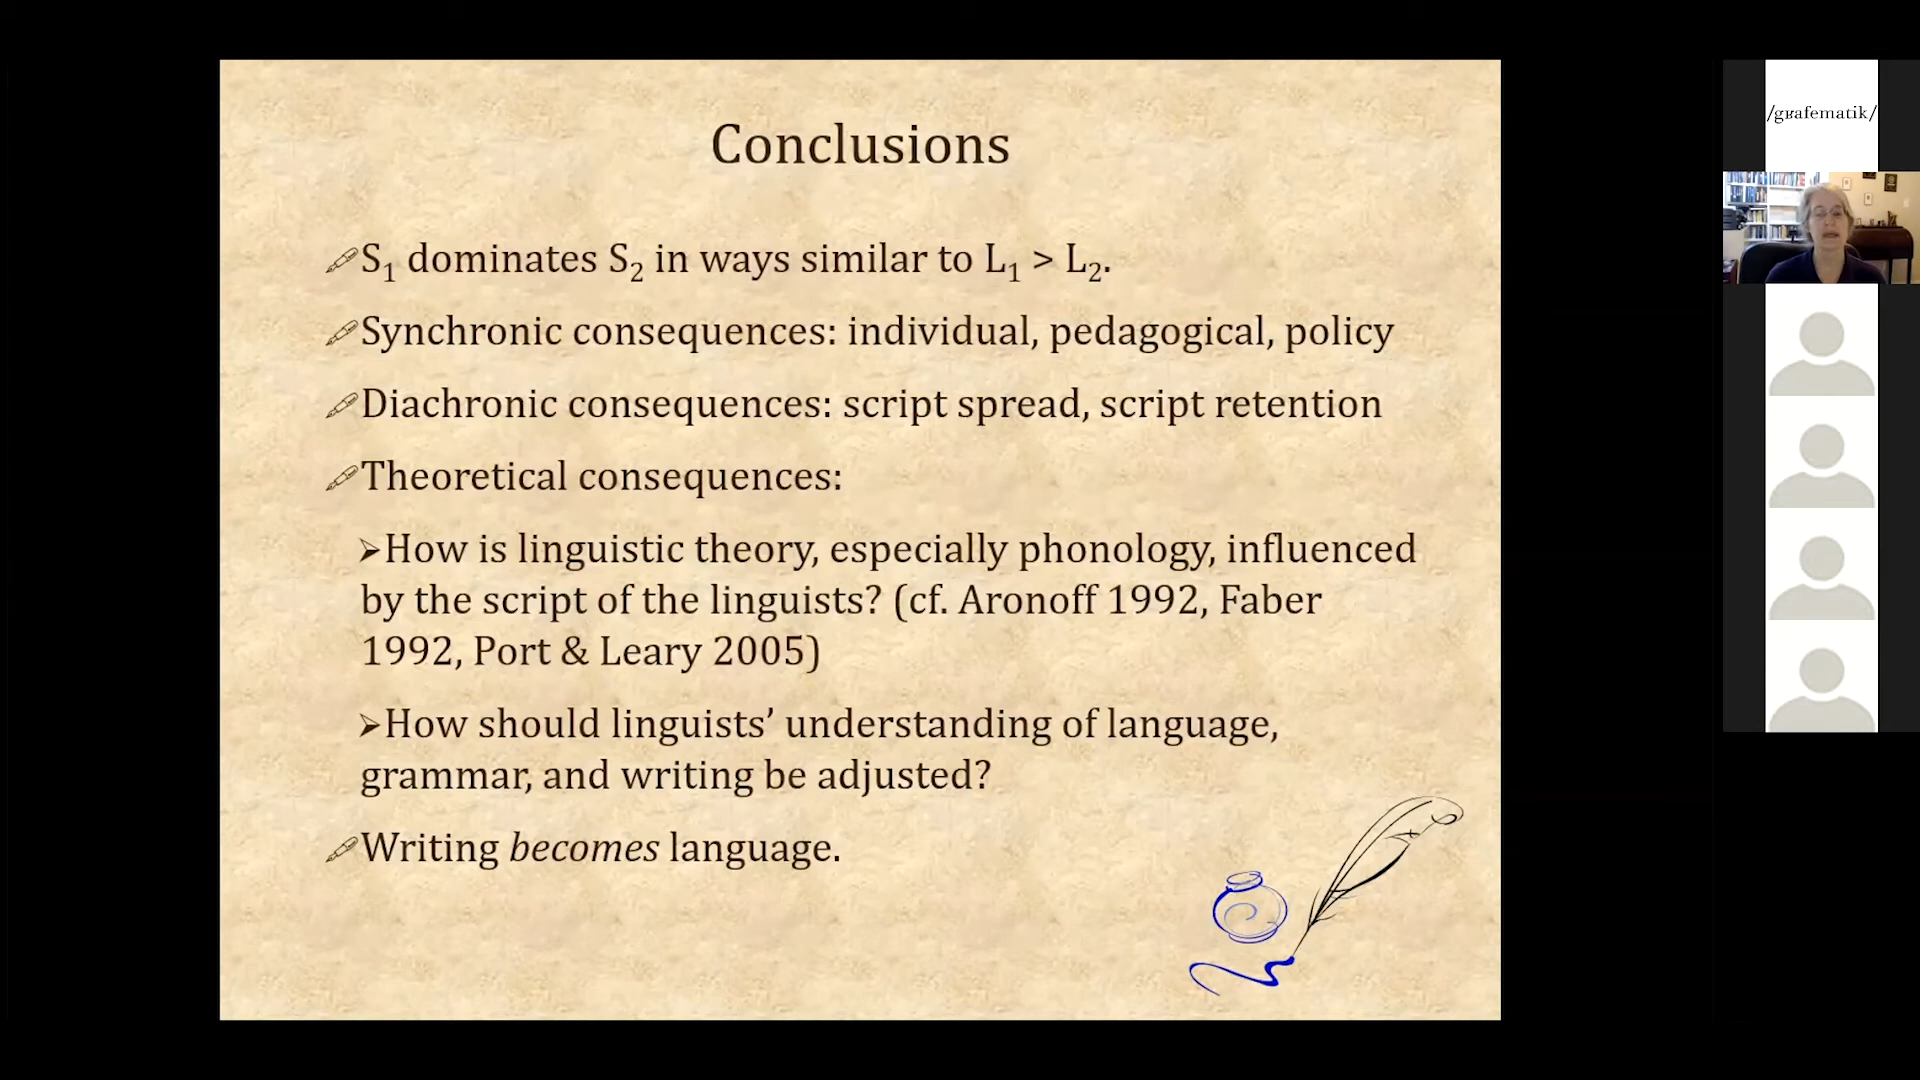 Conclusions
S₁ dominates S₂ in ways similar to L₁ > L₂.
Synchronic consequences: individual, pedagogical, policy
Diachronic consequences: script spread, script retention
Theoretical consequences:
➢How is linguistic theory, especially phonology, influenced
by the script of the linguists? (cf. Aronoff 1992, Faber
1992, Port & Leary 2005)
➢How should linguists’ understanding of language,
grammar, and writing be adjusted?
Writing becomes language.
/gʁafematik/